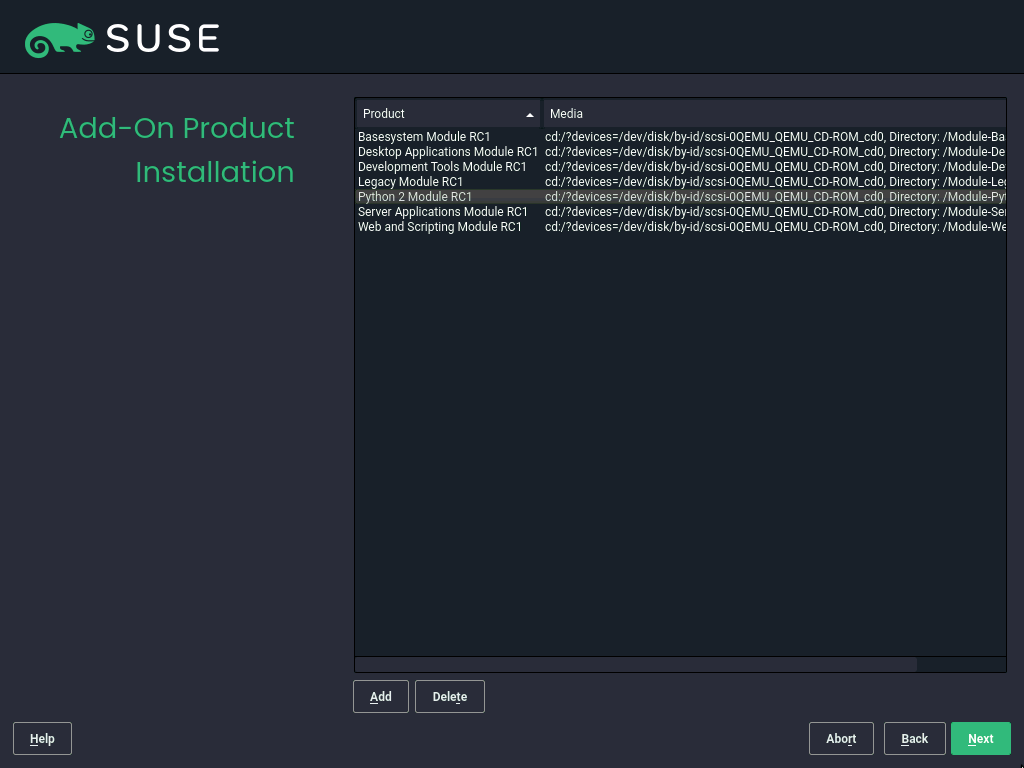 SUSE
Add-On Product
Installation
Product Media
Basesystem Module RC1 cd:/?devices=/dev/disk/by-id/scsi-0QEMU_QEMU_CD-ROM_cd0, Directory: /Module-Ba
Desktop Applications Module RC1 cd:/?devices=/dev/disk/by-id/scsi-0QEMU_QEMU_CD-ROM_cd0, Directory: /Module-De
Development Tools Module RC1 cd:/?devices=/dev/disk/by-id/scsi-0QEMU_QEMU_CD-ROM_cd0, Directory: /Module-De
Legacy Module RC1 cd:/?devices=/dev/disk/by-id/scsi-0QEMU_QEMU_CD-ROM_cd0, Directory: /Module-Leg
Python 2 Module RC1 cd:/?devices=/dev/disk/by-id/scsi-0QEMU_QEMU_CD-ROM_cd0, Directory: /Module-Pyt
Server Applications Module RC1 cd:/?devices=/dev/disk/by-id/scsi-0QEMU_QEMU_CD-ROM_cd0, Directory: /Module-Ser
Web and Scripting Module RC1 cd:/?devices=/dev/disk/by-id/scsi-0QEMU_QEMU_CD-ROM_cd0, Directory: /Module-We
Add Delete
Help Abort Back Next